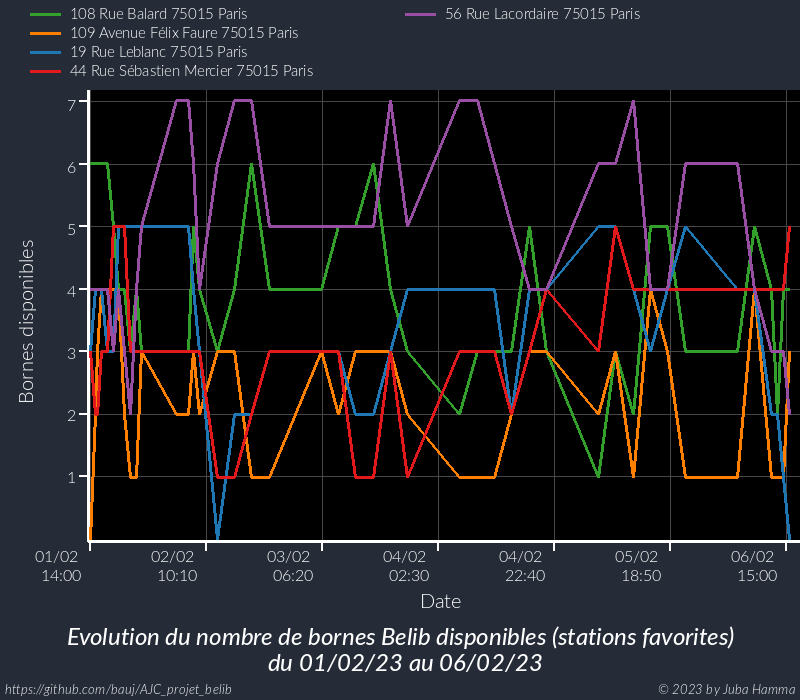 108 Rue Balard 75015 Paris
56 Rue Lacordaire 75015 Paris
109 Avenue Félix Faure 75015 Paris
19 Rue Leblanc 75015 Paris
44 Rue Sébastien Mercier 75015 Paris
7
6
5
4
3
2
1
Bornes disponibles
01/02 14:00
02/02 10:10
03/02 06:20
04/02 02:30
04/02 22:40
05/02 18:50
06/02 15:00
Date
Evolution du nombre de bornes Belib disponibles (stations favorites)
du 01/02/23 au 06/02/23
https://github.com/bauj/AJC_projet_belib
© 2023 by Juba Hamma